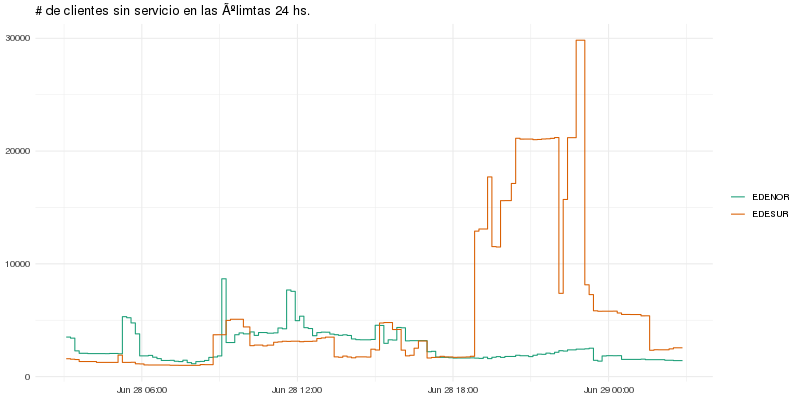 # de clientes sin servicio en las Ãºlimtas 24 hs.
30000
20000
10000
0
Jun 28 06:00
Jun 28 12:00
Jun 28 18:00
Jun 29 00:00
EDENOR
EDESUR